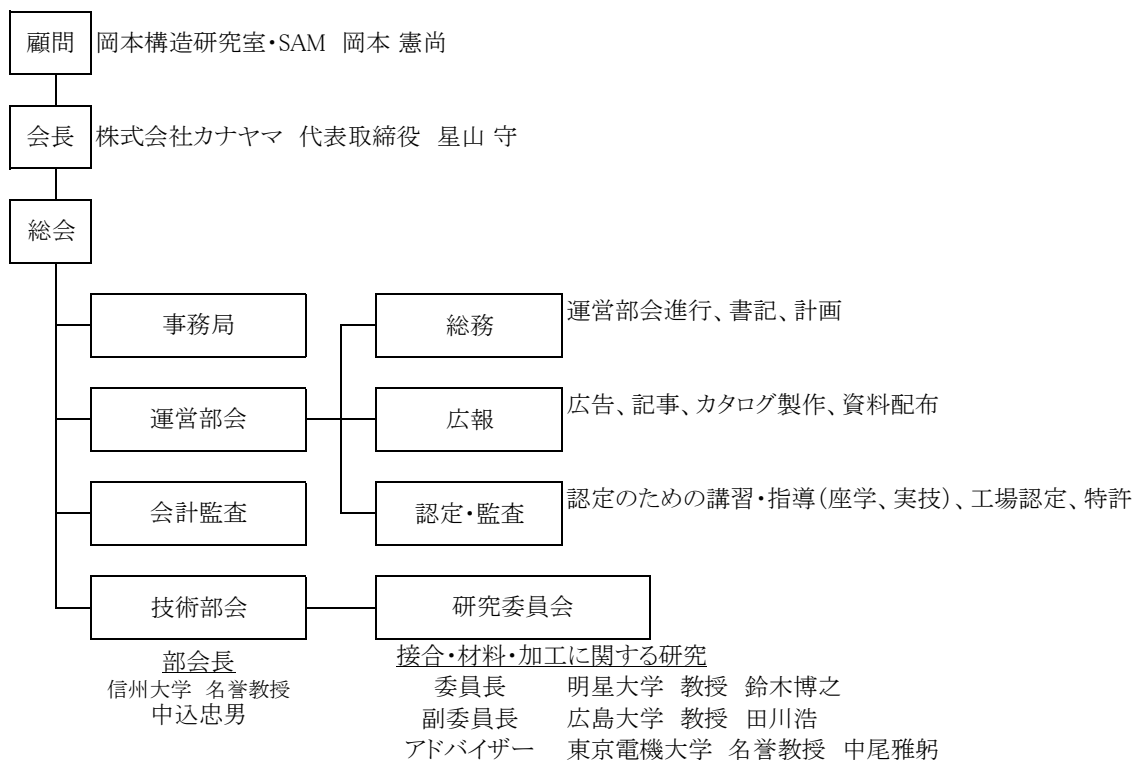 顧問 岡本構造研究室・SAM 岡本 憲尚
会長 株式会社カナヤマ 代表取締役 星山 守
総会
事務局 総務 運営部会進行、書記、計画
運営部会 広報 広告、記事、カタログ製作、資料配布
会計監査 認定・監査 認定のための講習・指導（座学、実技）、工場認定、特許
技術部会 研究委員会
部会長
信州大学 名誉教授
中込忠男
接合・材料・加工に関する研究
委員長 明星大学 教授 鈴木博之
副委員長 広島大学 教授 田川浩
アドバイザー 東京電機大学 名誉教授 中尾雅躬